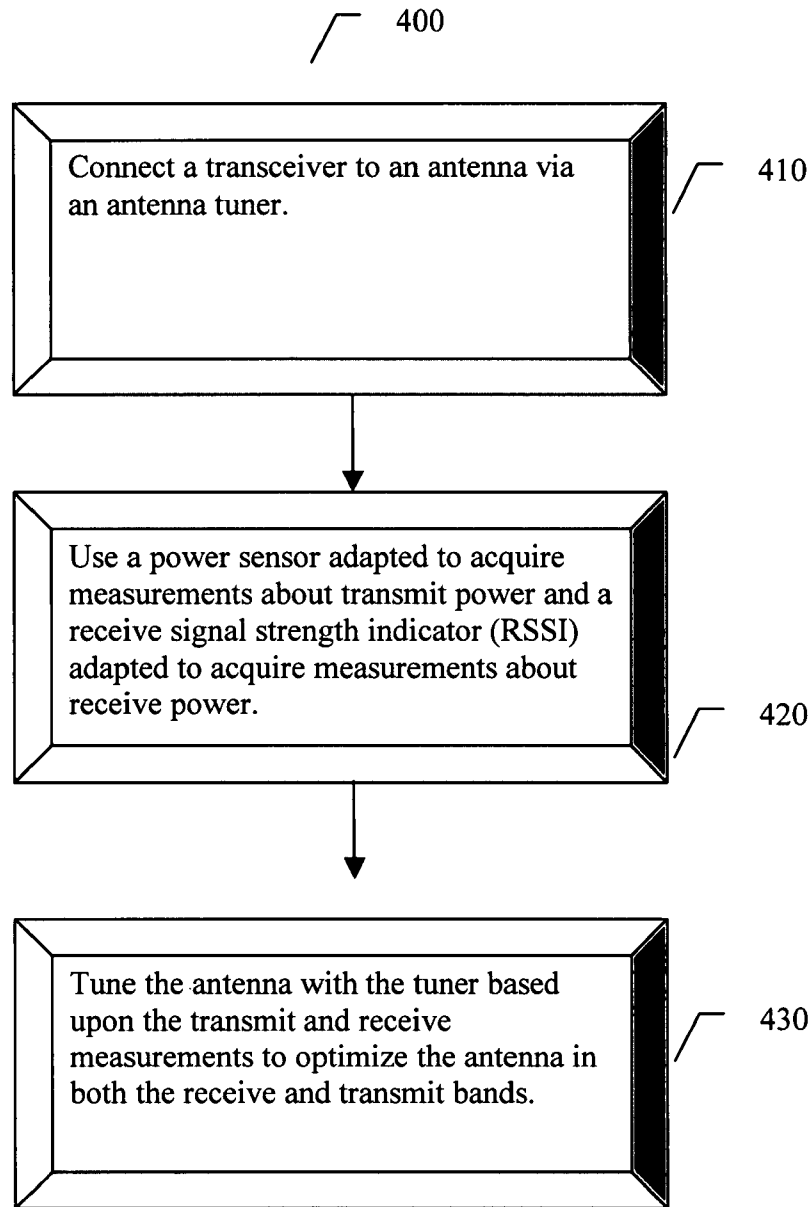 400
Connect a transceiver to an antenna via
an antenna tuner.
410
Use a power sensor adapted to acquire
measurements about transmit power and a
receive signal strength indicator (RSSI)
adapted to acquire measurements about
receive power.
420
Tune the antenna with the tuner based
upon the transmit and receive
measurements to optimize the antenna in
both the receive and transmit bands.
430